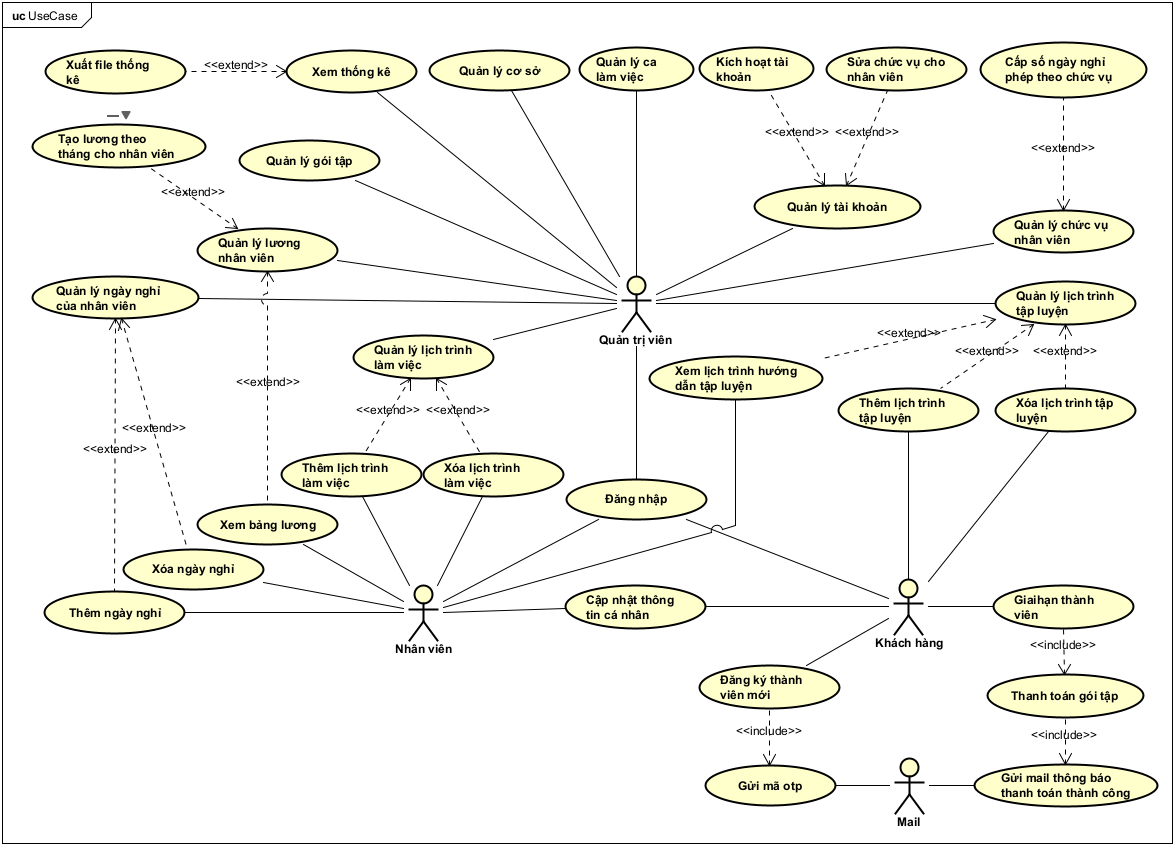 uc UseCase
Xuất file thống
kê
<<extend>>
Xem thống kê
Quản lý cơ sở
Quản lý ca
làm việc
Kích hoạt tài
khoản
Sửa chức vụ cho
nhân viên
Cấp số ngày nghỉ
phép theo chức vụ
Tạo lương theo
tháng cho nhân viên
<<extend>>
<<extend>>
<<extend>>
Quản lý gói tập
<<extend>>
Quản lý tài khoản
Quản lý lương
nhân viên
Quản lý chức vụ
nhân viên
Quản lý ngày nghỉ
của nhân viên
Quản lý lịch trình
tập luyện
Quản trị viên
<<extend>>
Quản lý lịch trình
làm việc
<<extend>>
<<extend>>
Xem lịch trình hướng
dẫn tập luyện
<<extend>>
<<extend>>
<<extend>>
Thêm lịch trình
tập luyện
Xóa lịch trình tập
luyện
<<extend>>
<<extend>>
Thêm lịch trình
làm việc
Xóa lịch trình
làm việc
Đăng nhập
Xem bảng lương
Xóa ngày nghỉ
Thêm ngày nghỉ
Cập nhật thông
tin cá nhân
Giaihạn thành
viên
Nhân viên
Khách hàng
<<include>>
Đăng ký thành
viên mới
Thanh toán gói tập
<<include>>
<<include>>
Gửi mã otp
Gửi mail thông báo
thanh toán thành công
Mail